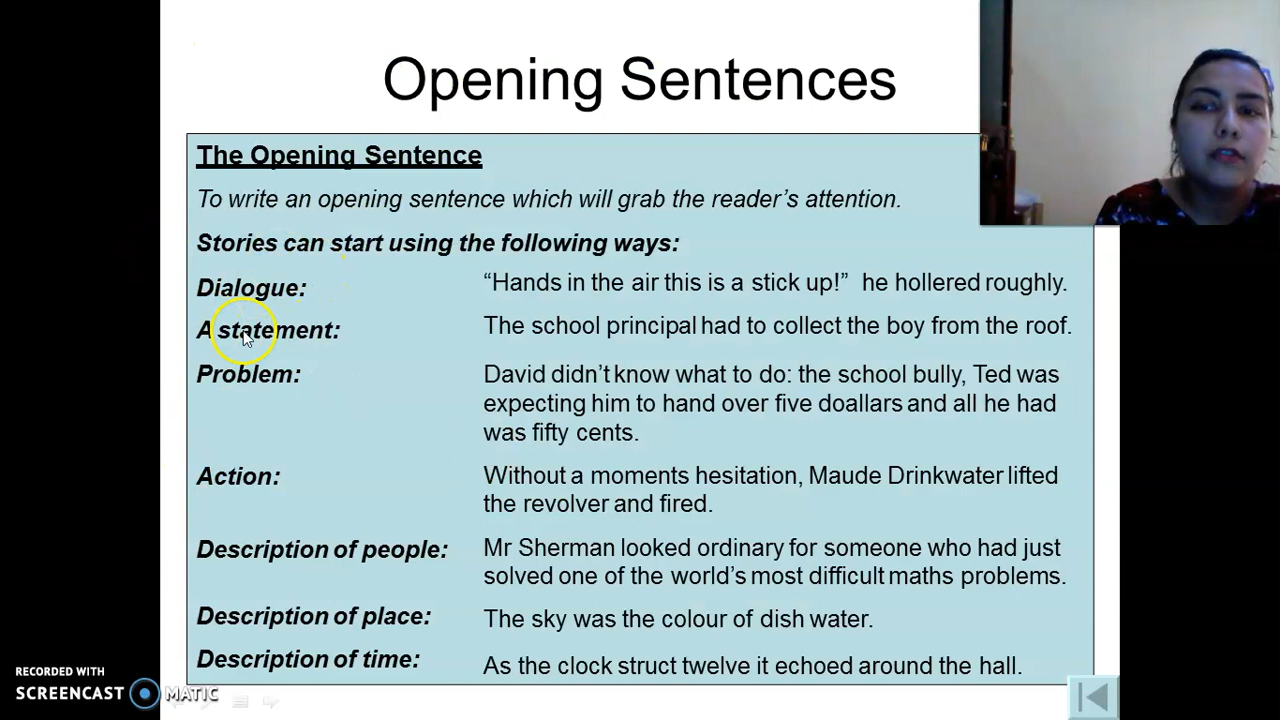 Opening Sentences
The Opening Sentence
To write an opening sentence which will grab the reader's attention.
Stories can start using the following ways:
Dialogue: "Hands in the air this is a stick up!" he hollered roughly.
A statement: The school principal had to collect the boy from the roof.
Problem: David didn't know what to do: the school bully, Ted was
expecting him to hand over five doallars and all he had
was fifty cents.
Action: Without a moments hesitation, Maude Drinkwater lifted
the revolver and fired.
Description of people: Mr Sherman looked ordinary for someone who had just
solved one of the world's most difficult maths problems.
Description of place: The sky was the colour of dish water.
Description of time: As the clock struct twelve it echoed around the hall.
RECORDED WITH
SCREENCAST MATIC